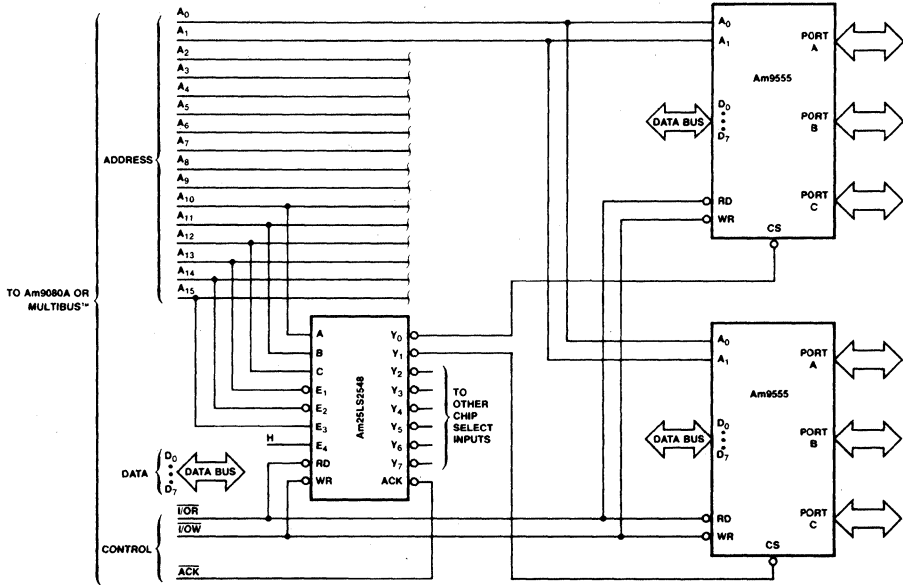 TO Am9080A OR
MULTIBUS™
ADDRESS
A0
A1
A2
A3
A4
A5
A6
A7
A8
A9
A10
A11
A12
A13
A14
A15
DATA
D0
D7
DATA BUS
CONTROL
I/OR
I/OW
ACK
Am25LS2548
A
B
C
E1
E2
E3
H
E4
RD
WR
Y0
Y1
Y2
Y3
Y4
Y5
Y6
Y7
ACK
TO
OTHER
CHIP
SELECT
INPUTS
A0
A1
Am9555
DATA BUS
D0
D7
RD
WR
CS
PORT
A
PORT
B
PORT
C
A0
A1
Am9555
DATA BUS
D0
D7
RD
WR
CS
PORT
A
PORT
B
PORT
C